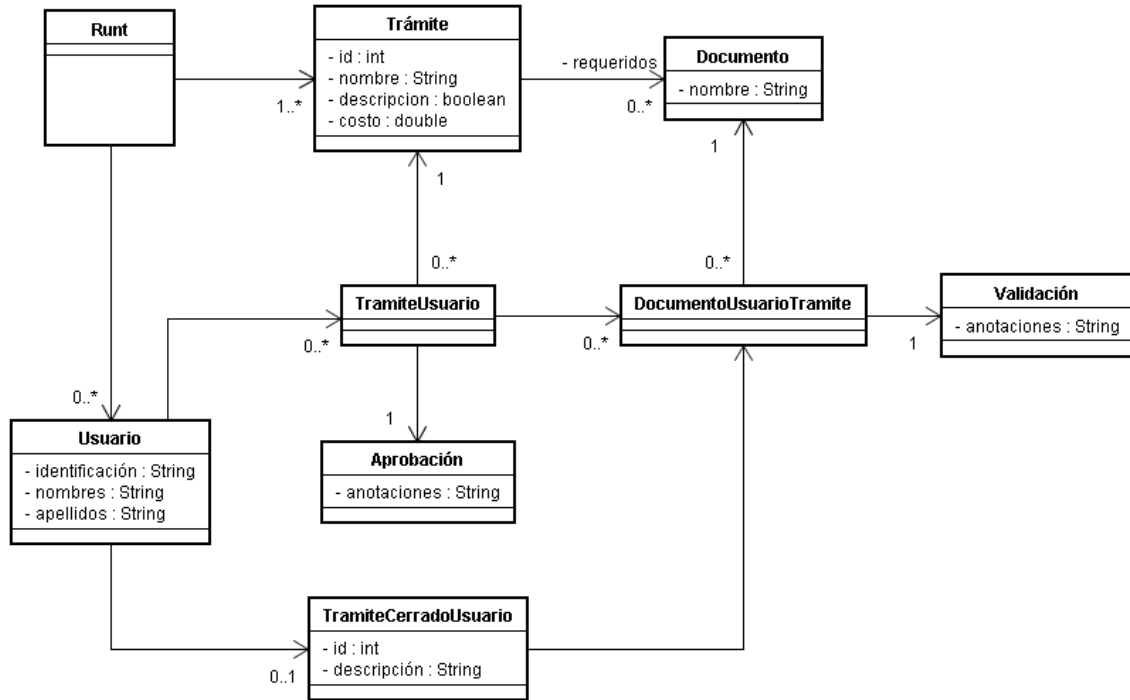 Runt
Trámite
- id : int
- nombre : String
- descripcion : boolean
- costo : double
1..*
- requeridos
0..*
Documento
- nombre : String
1
1
0..*
0..*
TramiteUsuario
0..*
DocumentoUsuarioTramite
0..*
Validación
- anotaciones : String
1
0..*
Usuario
- identificación : String
- nombres : String
- apellidos : String
1
Aprobación
- anotaciones : String
TramiteCerradoUsuario
- id : int
- descripción : String
0..1